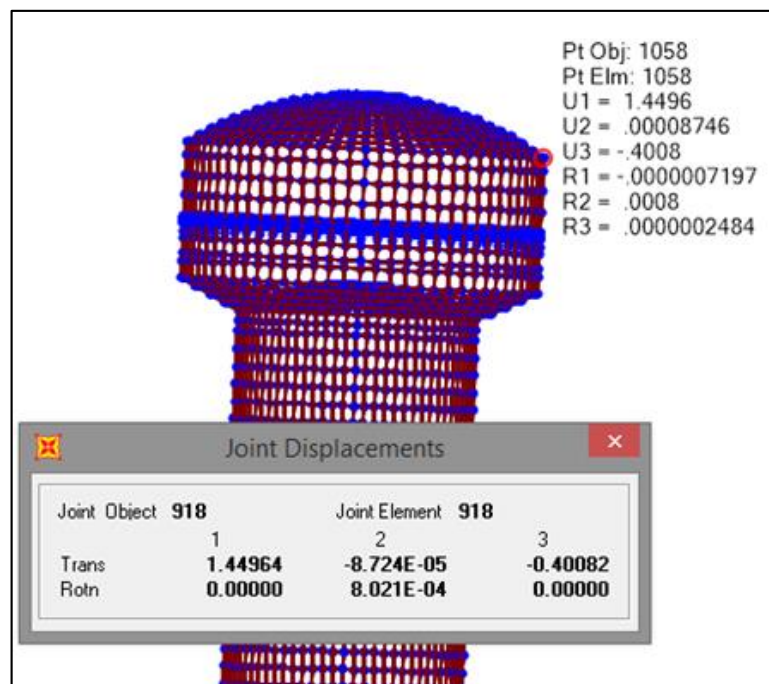 Pt Obj: 1058
Pt Elm: 1058
U1 = 1.4496
U2 = .00008746
U3 = -.4008
R1 = -.0000007197
R2 = .0008
R3 = .0000002484
Joint Displacements
Joint Object 918 Joint Element 918
1 2 3
Trans 1.44964 -8.724E-05 -0.40082
Rotn 0.00000 8.021E-04 0.00000